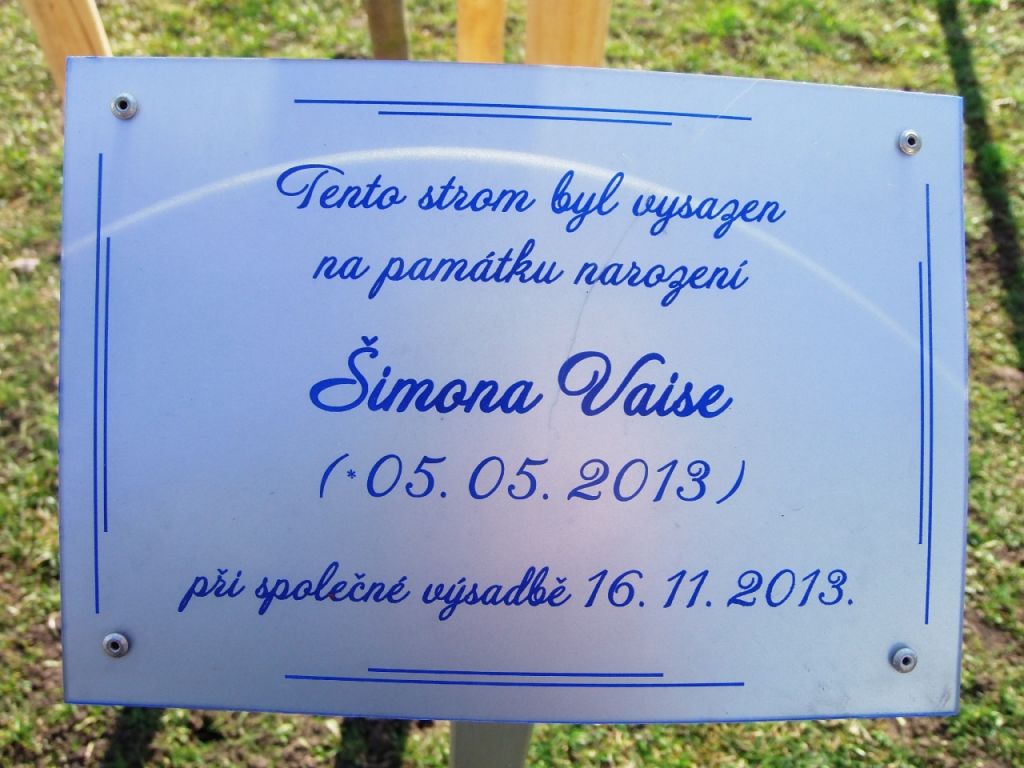 Tento strom byl vysazen
na památku narození
Šimona Vaise
(*05. 05. 2013)
při společné výsadbě 16. 11. 2013.